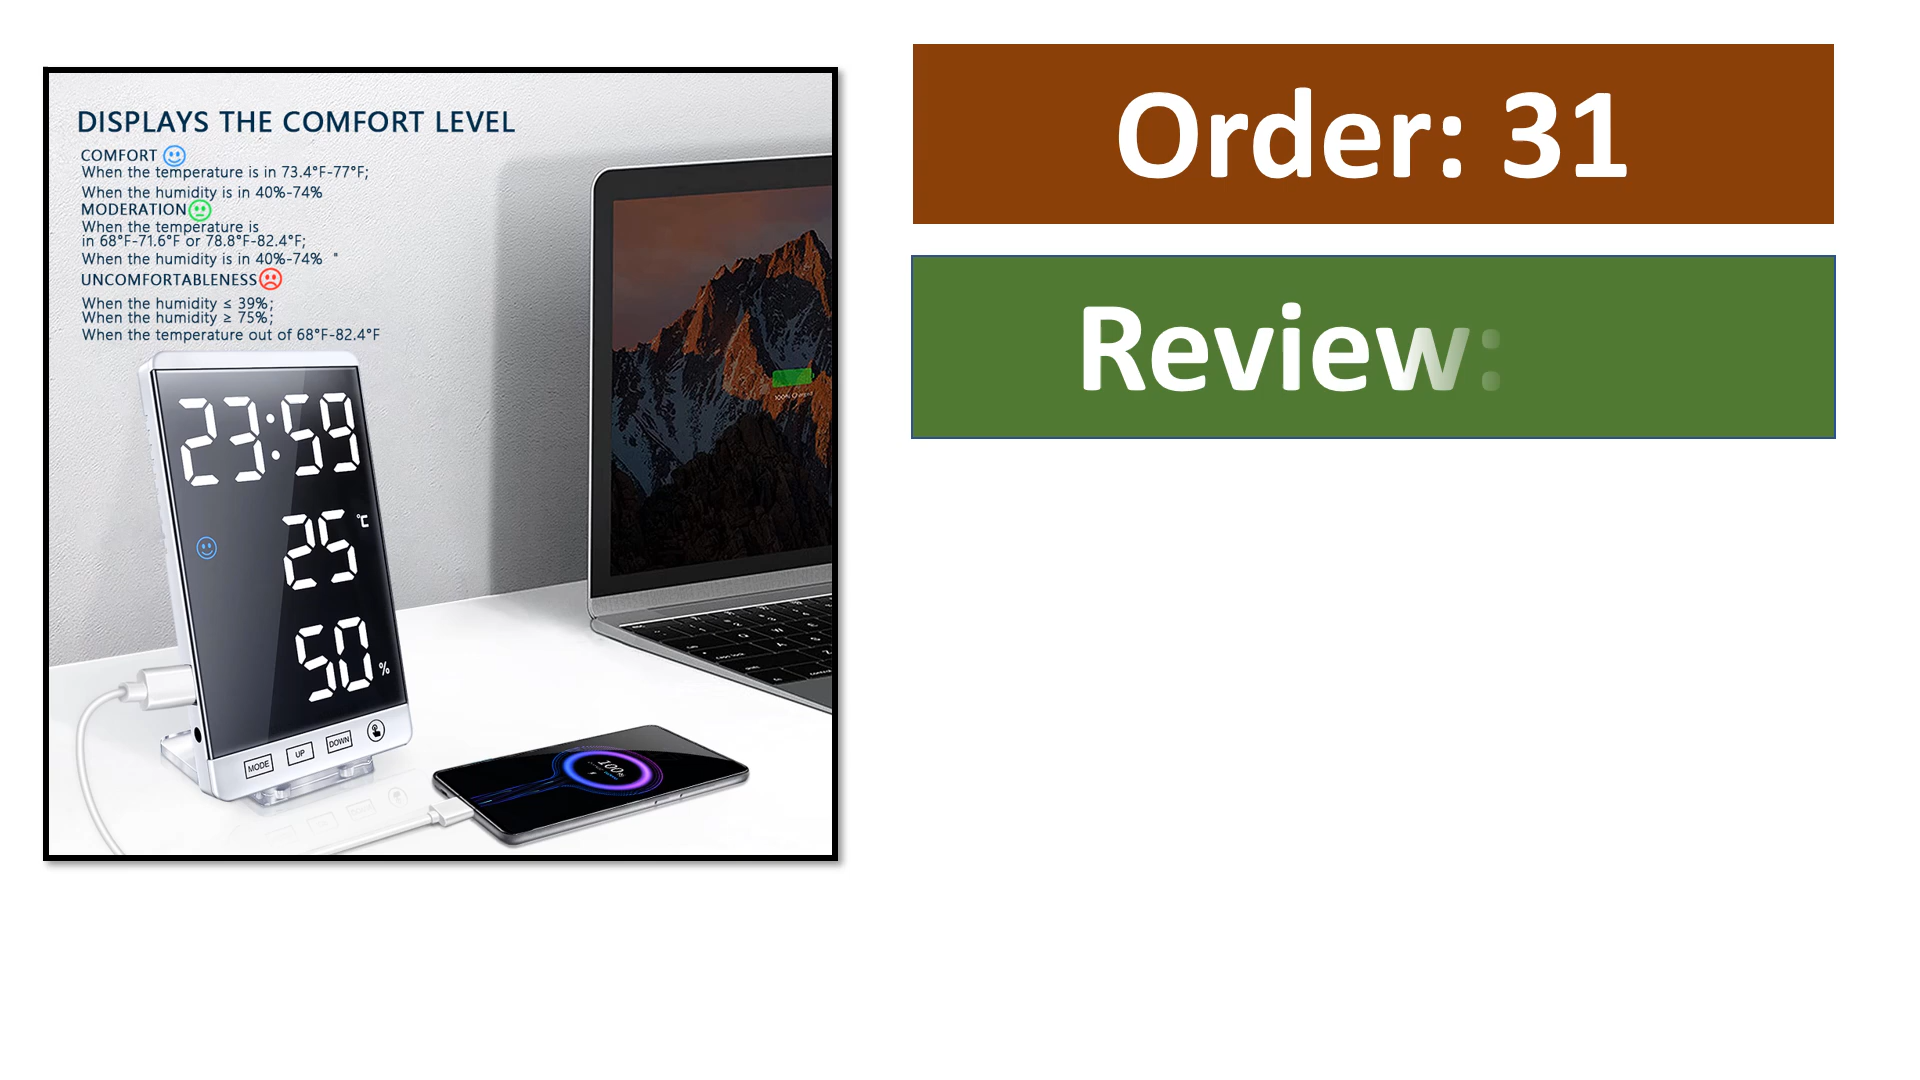 DISPLAYS THE COMFORT LEVEL
COMFORT
When the temperature is in 73.4°F-77°F;
When the humidity is in 40%-74%
MODERATION
When the temperature is
in 68°F-71.6°F or 78.8°F-82.4°F;
When the humidity is in 40%-74% "
UNCOMFORTABLENESS
When the humidity ≤ 39%;
When the humidity ≥ 75%;
When the temperature out of 68°F-82.4°F
23:59
25 °C
50 %
MODE UP DOWN
100%
100% Charged
Order: 31
Review: